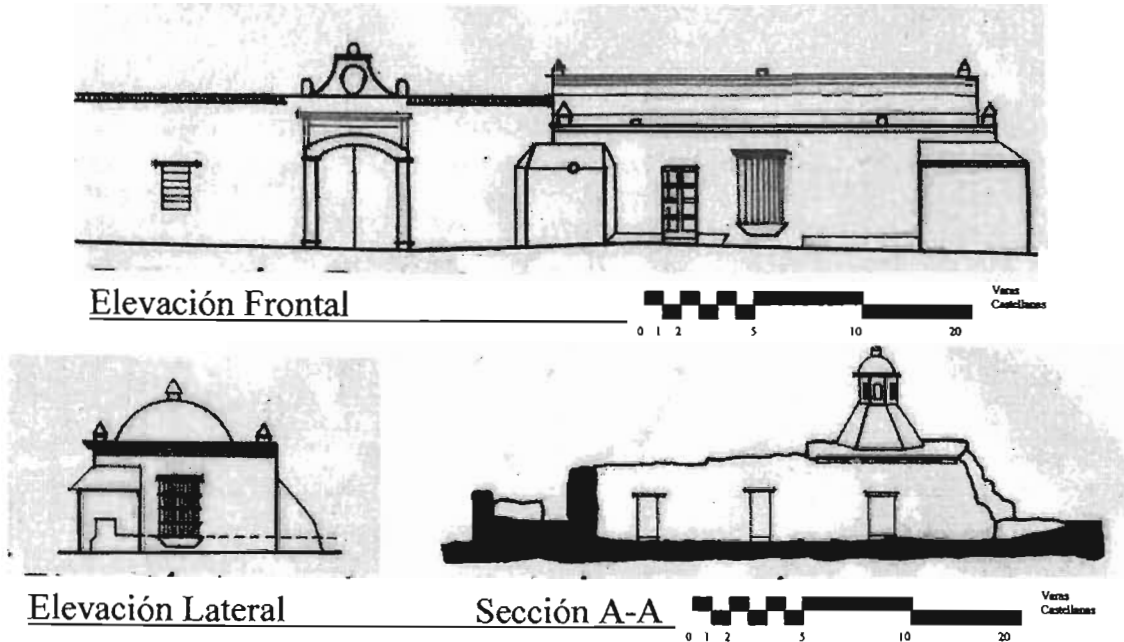 Elevación Frontal
Varas
Castellanas
0 1 2 5 10 20
Elevación Lateral
Sección A-A
Varas
Castellanas
0 1 2 5 10 20